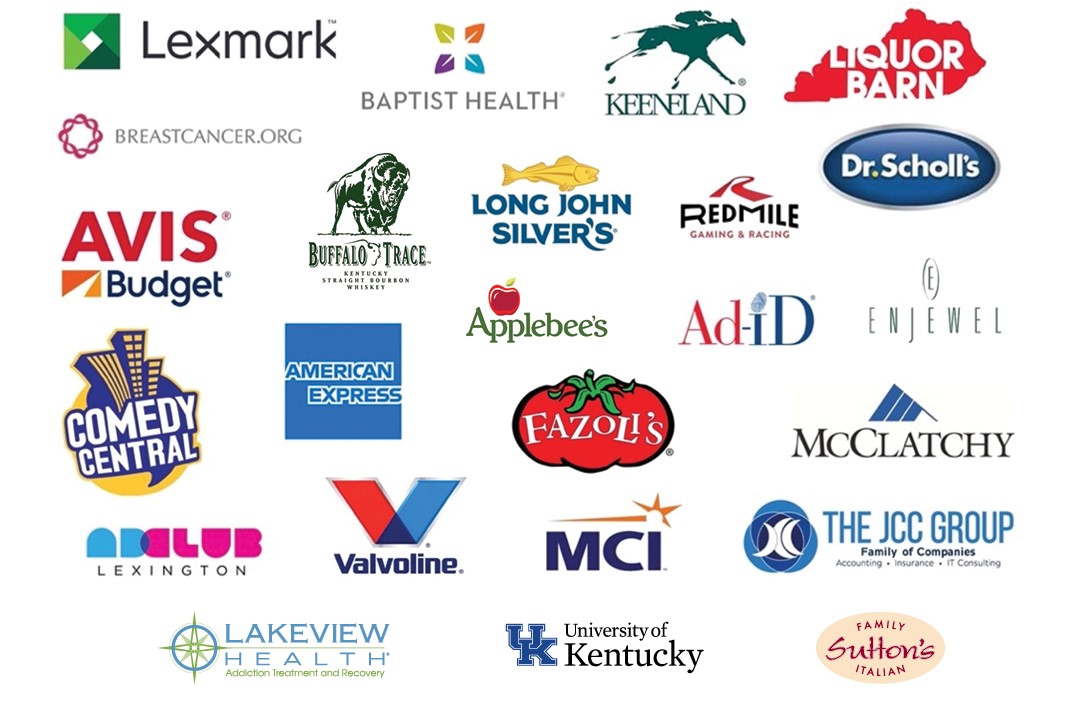 Lexmark™
BAPTIST HEALTH®
KEENELAND®
LIQUOR
BARN
BREASTCANCER.ORG
Dr.Scholl's
BUFFALO TRACE™
KENTUCKY
STRAIGHT BOURBON
WHISKEY
LONG JOHN
SILVER'S®
REDMILE
GAMING & RACING
AVIS®
Budget®
Applebee's
Ad-iD®
E
ENJEWEL
COMEDY
CENTRAL
AMERICAN
EXPRESS
FAZOLI'S®
McCLATCHY
ADCLUB
LEXINGTON
Valvoline®
MCI
THE JCC GROUP
Family of Companies
Accounting • Insurance • IT Consulting
LAKEVIEW
HEALTH®
Addiction Treatment and Recovery
UK
University of
Kentucky
FAMILY
Sutton's
ITALIAN